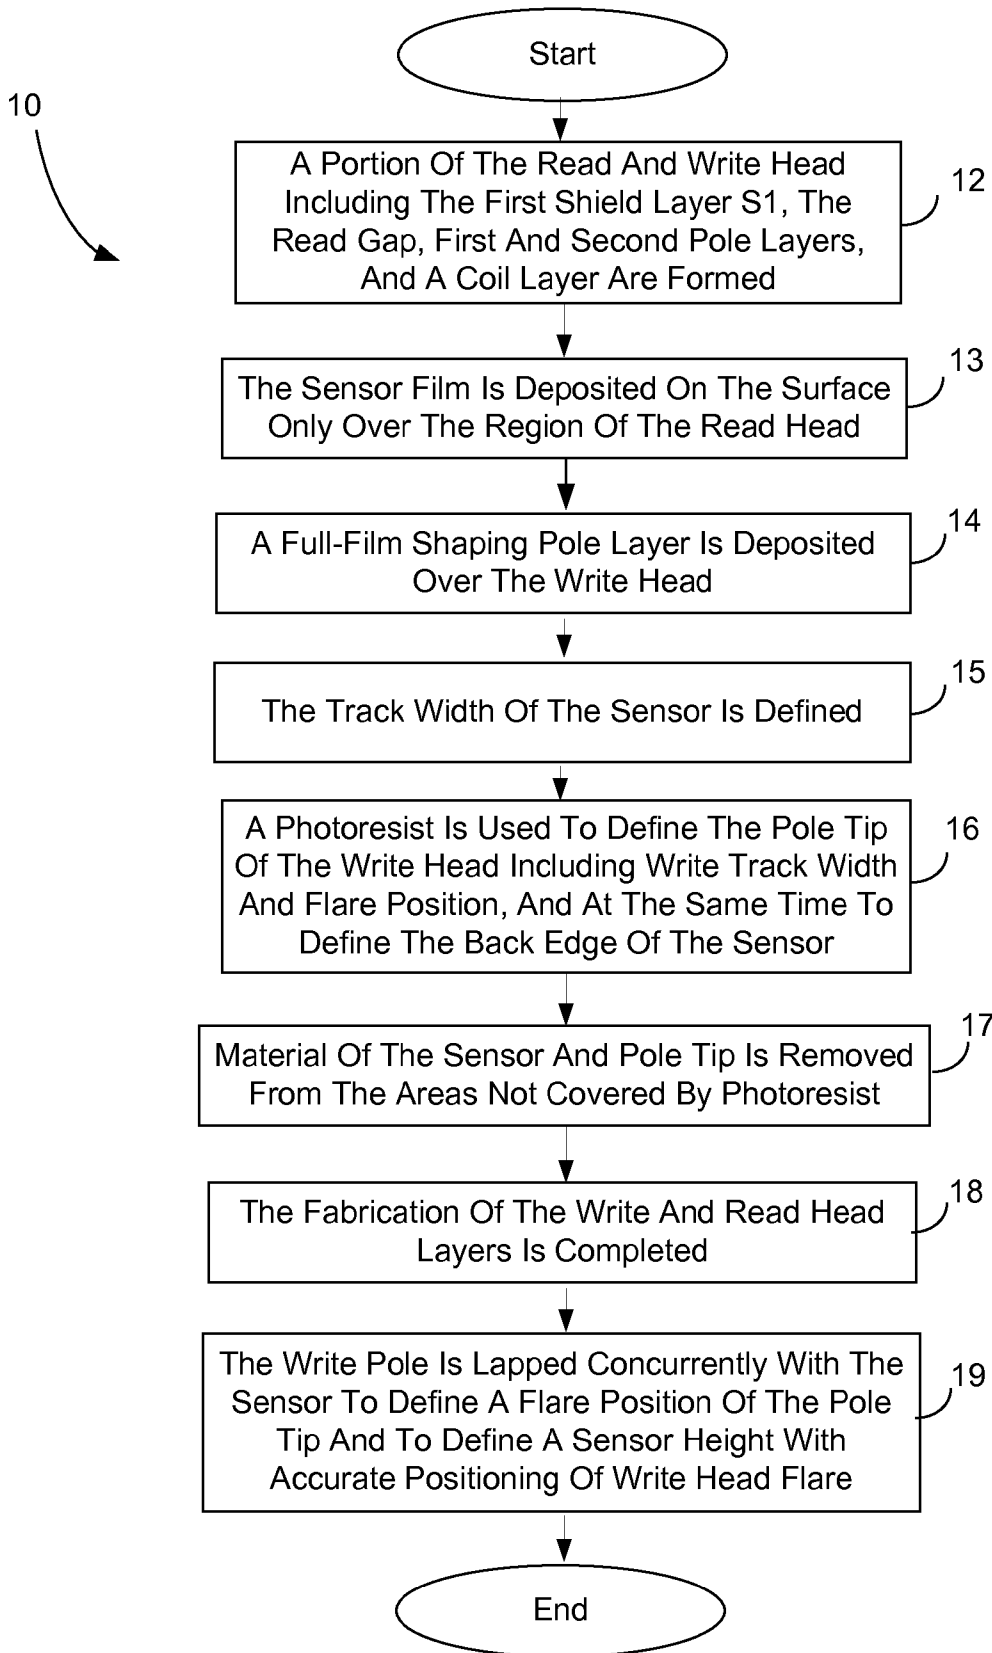 Start
10
A Portion Of The Read And Write Head
Including The First Shield Layer S1, The
Read Gap, First And Second Pole Layers,
And A Coil Layer Are Formed
12
The Sensor Film Is Deposited On The Surface
Only Over The Region Of The Read Head
13
A Full-Film Shaping Pole Layer Is Deposited
Over The Write Head
14
The Track Width Of The Sensor Is Defined
15
A Photoresist Is Used To Define The Pole Tip
Of The Write Head Including Write Track Width
And Flare Position, And At The Same Time To
Define The Back Edge Of The Sensor
16
Material Of The Sensor And Pole Tip Is Removed
From The Areas Not Covered By Photoresist
17
The Fabrication Of The Write And Read Head
Layers Is Completed
18
The Write Pole Is Lapped Concurrently With The
Sensor To Define A Flare Position Of The Pole
Tip And To Define A Sensor Height With
Accurate Positioning Of Write Head Flare
19
End